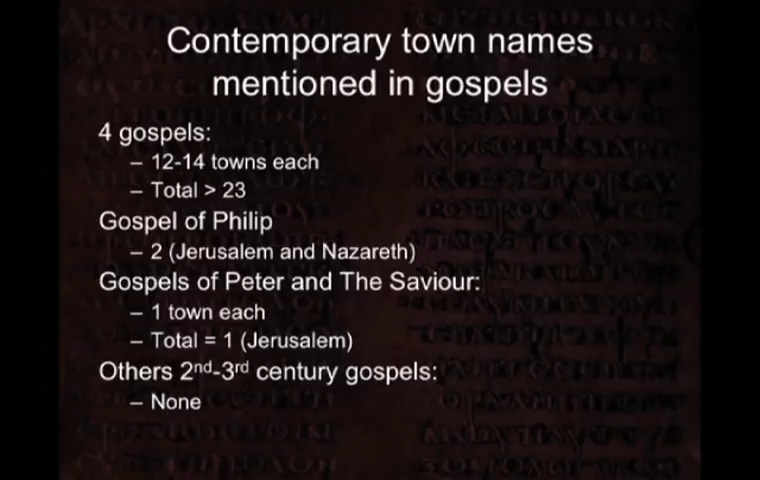 Contemporary town names
mentioned in gospels
4 gospels:
– 12-14 towns each
– Total > 23
Gospel of Philip
– 2 (Jerusalem and Nazareth)
Gospels of Peter and The Saviour:
– 1 town each
– Total = 1 (Jerusalem)
Others 2nd-3rd century gospels:
– None